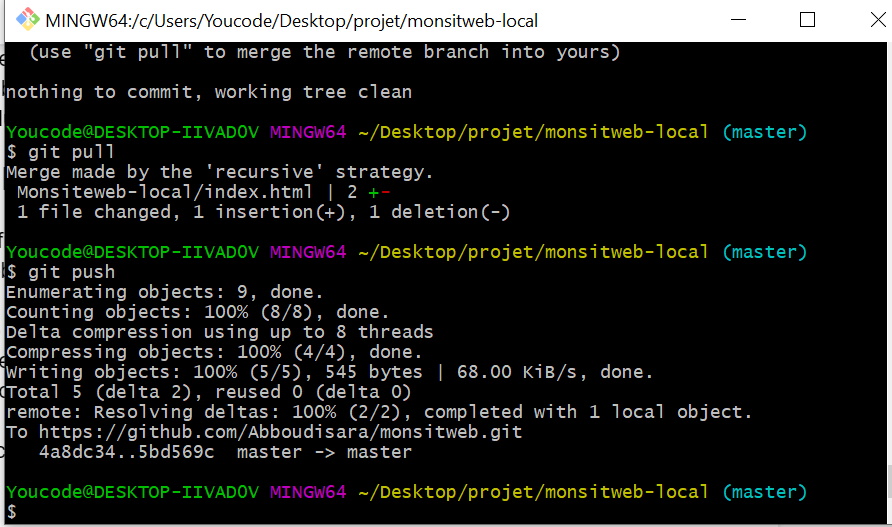 MINGW64:/c/Users/Youcode/Desktop/projet/monsitweb-local
(use "git pull" to merge the remote branch into yours)
nothing to commit, working tree clean
Youcode@DESKTOP-IIVADOV MINGW64 ~/Desktop/projet/monsitweb-local (master)
$ git pull
Merge made by the 'recursive' strategy.
Monsiteweb-local/index.html | 2 +-
1 file changed, 1 insertion(+), 1 deletion(-)
Youcode@DESKTOP-IIVADOV MINGW64 ~/Desktop/projet/monsitweb-local (master)
$ git push
Enumerating objects: 9, done.
Counting objects: 100% (8/8), done.
Delta compression using up to 8 threads
Compressing objects: 100% (4/4), done.
Writing objects: 100% (5/5), 545 bytes | 68.00 KiB/s, done.
Total 5 (delta 2), reused 0 (delta 0)
remote: Resolving deltas: 100% (2/2), completed with 1 local object.
To https://github.com/Abboudisara/monsitweb.git
4a8dc34..5bd569c  master -> master
Youcode@DESKTOP-IIVADOV MINGW64 ~/Desktop/projet/monsitweb-local (master)
$